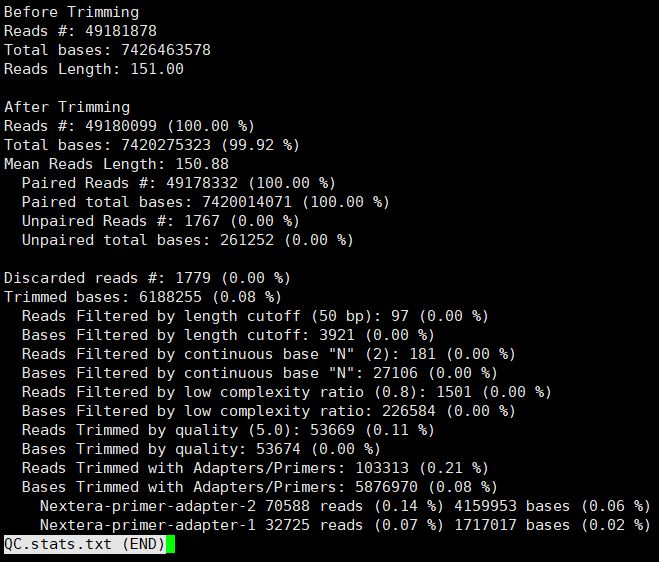 Before Trimming
Reads #: 49181878
Total bases: 7426463578
Reads Length: 151.00
After Trimming
Reads #: 49180099 (100.00 %)
Total bases: 7420275323 (99.92 %)
Mean Reads Length: 150.88
Paired Reads #: 49178332 (100.00 %)
Paired total bases: 7420014071 (100.00 %)
Unpaired Reads #: 1767 (0.00 %)
Unpaired total bases: 261252 (0.00 %)
Discarded reads #: 1779 (0.00 %)
Trimmed bases: 6188255 (0.08 %)
Reads Filtered by length cutoff (50 bp): 97 (0.00 %)
Bases Filtered by length cutoff: 3921 (0.00 %)
Reads Filtered by continuous base "N" (2): 181 (0.00 %)
Bases Filtered by continuous base "N": 27106 (0.00 %)
Reads Filtered by low complexity ratio (0.8): 1501 (0.00 %)
Bases Filtered by low complexity ratio: 226584 (0.00 %)
Reads Trimmed by quality (5.0): 53669 (0.11 %)
Bases Trimmed by quality: 53674 (0.00 %)
Reads Trimmed with Adapters/Primers: 103313 (0.21 %)
Bases Trimmed with Adapters/Primers: 5876970 (0.08 %)
Nextera-primer-adapter-2 70588 reads (0.14 %) 4159953 bases (0.06 %)
Nextera-primer-adapter-1 32725 reads (0.07 %) 1717017 bases (0.02 %)
QC.stats.txt (END)